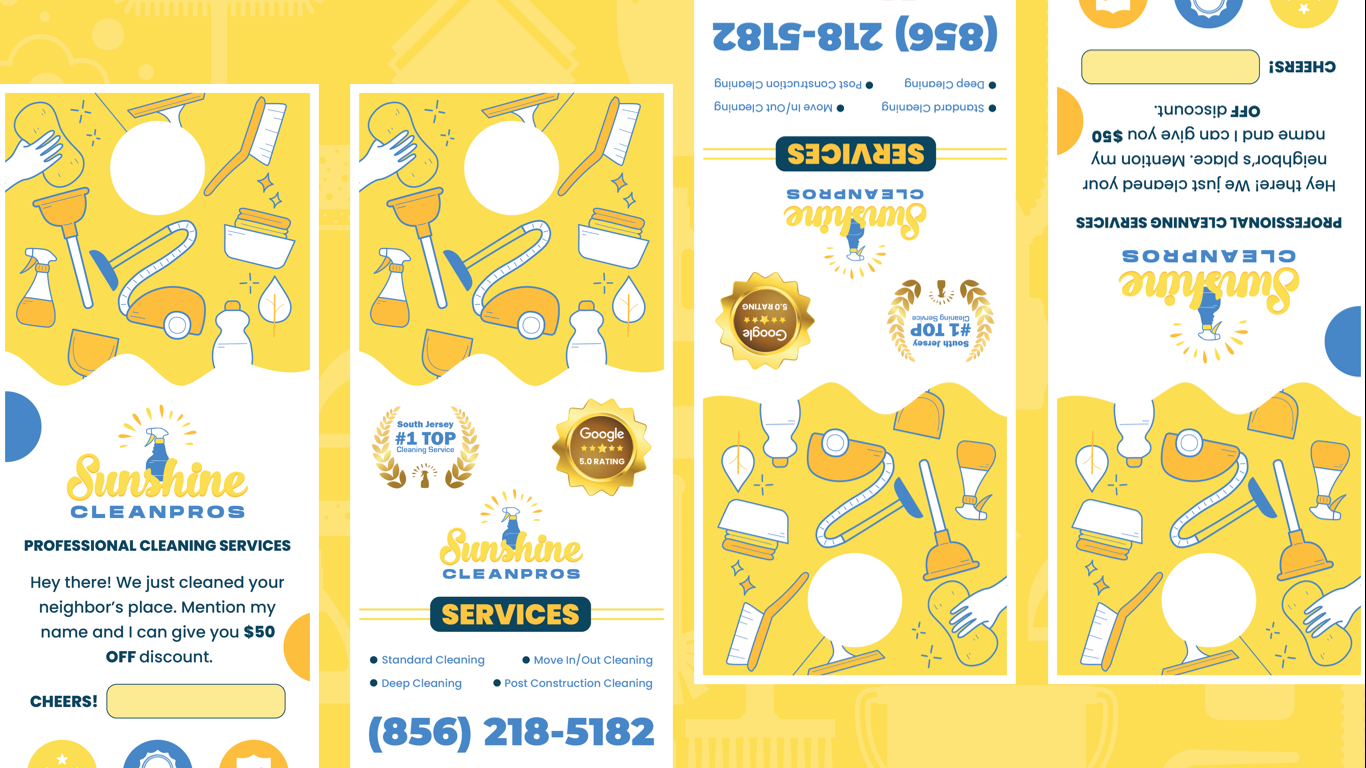 Sunshine
CLEANPROS
PROFESSIONAL CLEANING SERVICES
Hey there! We just cleaned your
neighbor's place. Mention my
name and I can give you $50
OFF discount.
CHEERS!
South Jersey
#1 TOP
Cleaning Service
Google
5.0 RATING
Sunshine
CLEANPROS
SERVICES
Standard Cleaning
Move In/Out Cleaning
Deep Cleaning
Post Construction Cleaning
(856) 218-5182
South Jersey
#1 TOP
Cleaning Service
Google
5.0 RATING
Sunshine
CLEANPROS
SERVICES
Standard Cleaning
Move In/Out Cleaning
Deep Cleaning
Post Construction Cleaning
(856) 218-5182
Sunshine
CLEANPROS
PROFESSIONAL CLEANING SERVICES
Hey there! We just cleaned your
neighbor's place. Mention my
name and I can give you $50
OFF discount.
CHEERS!